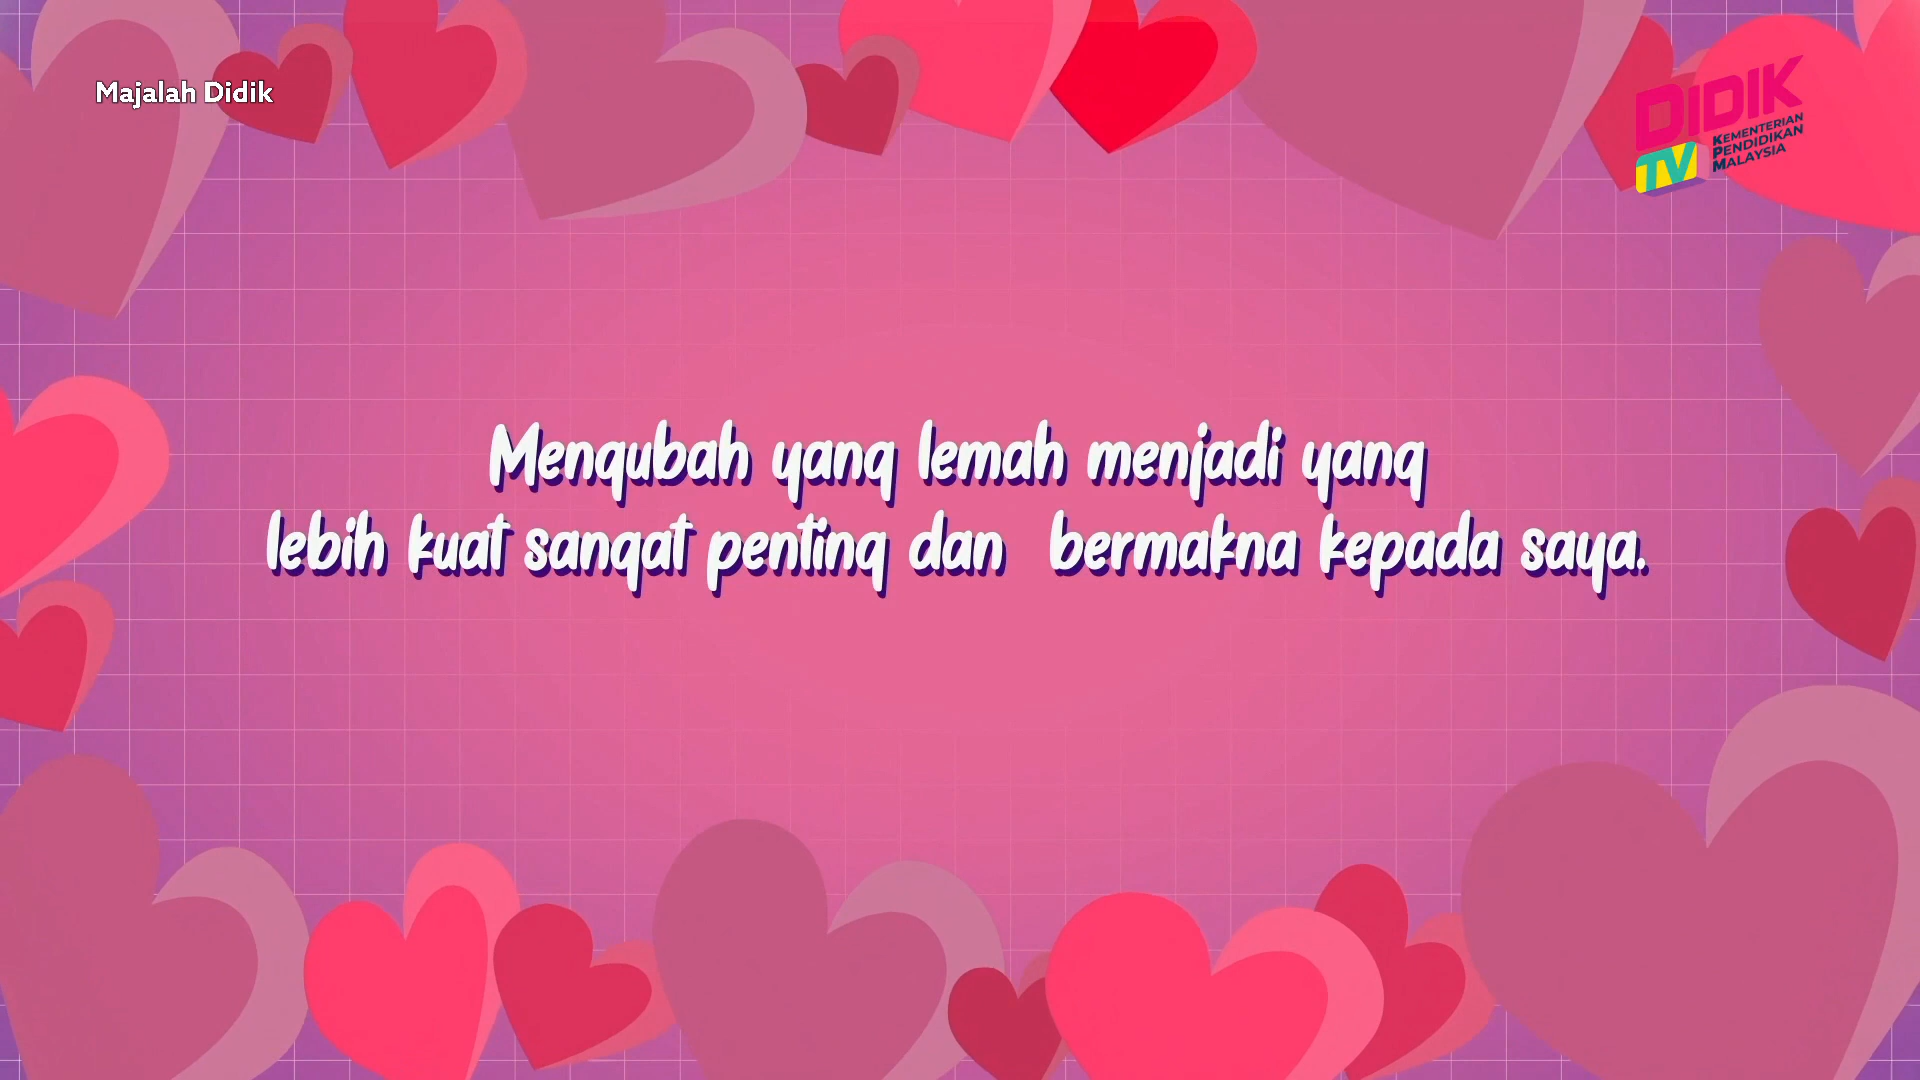 Majalah Didik
DIDIK
TV
KEMENTERIAN
PENDIDIKAN
MALAYSIA
Mengubah yang lemah menjadi yang
lebih kuat sangat penting dan  bermakna kepada saya.